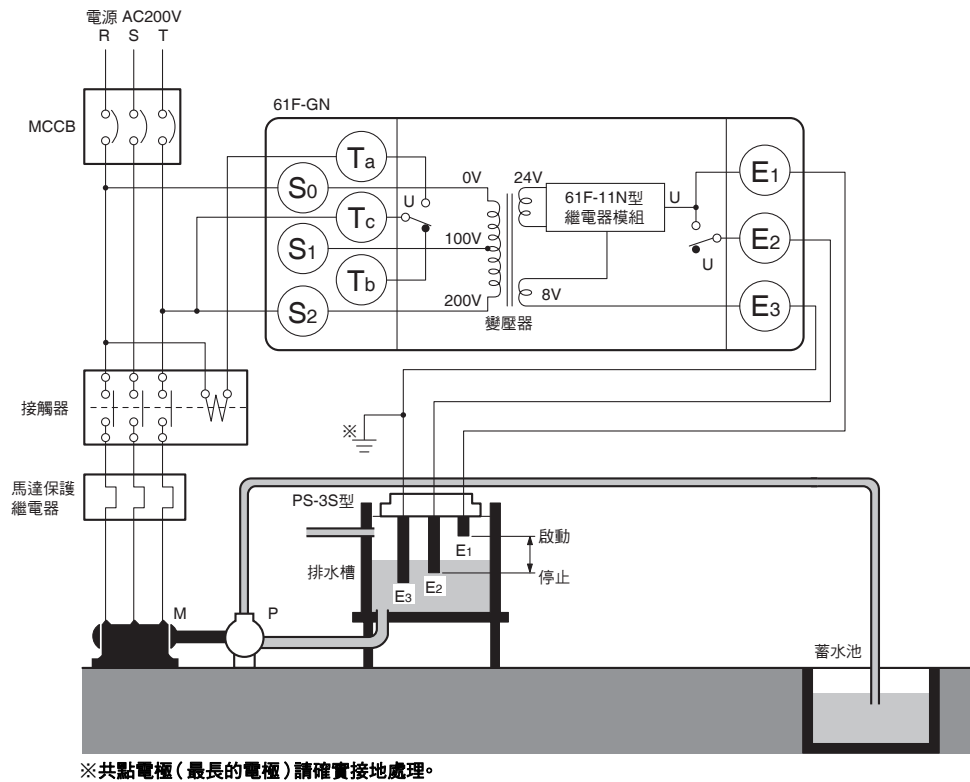 電源 AC200V
R S T
MCCB
61F-GN
Ta
S0
Tc
S1
Tb
S2
U
0V
100V
200V
24V
8V
變壓器
61F-11N型
繼電器模組
U
U
E1
E2
E3
接觸器
馬達保護
繼電器
※
PS-3S型
排水槽
E3
E2
E1
啟動
停止
M
P
蓄水池
※共點電極(最長的電極)請確實接地處理。